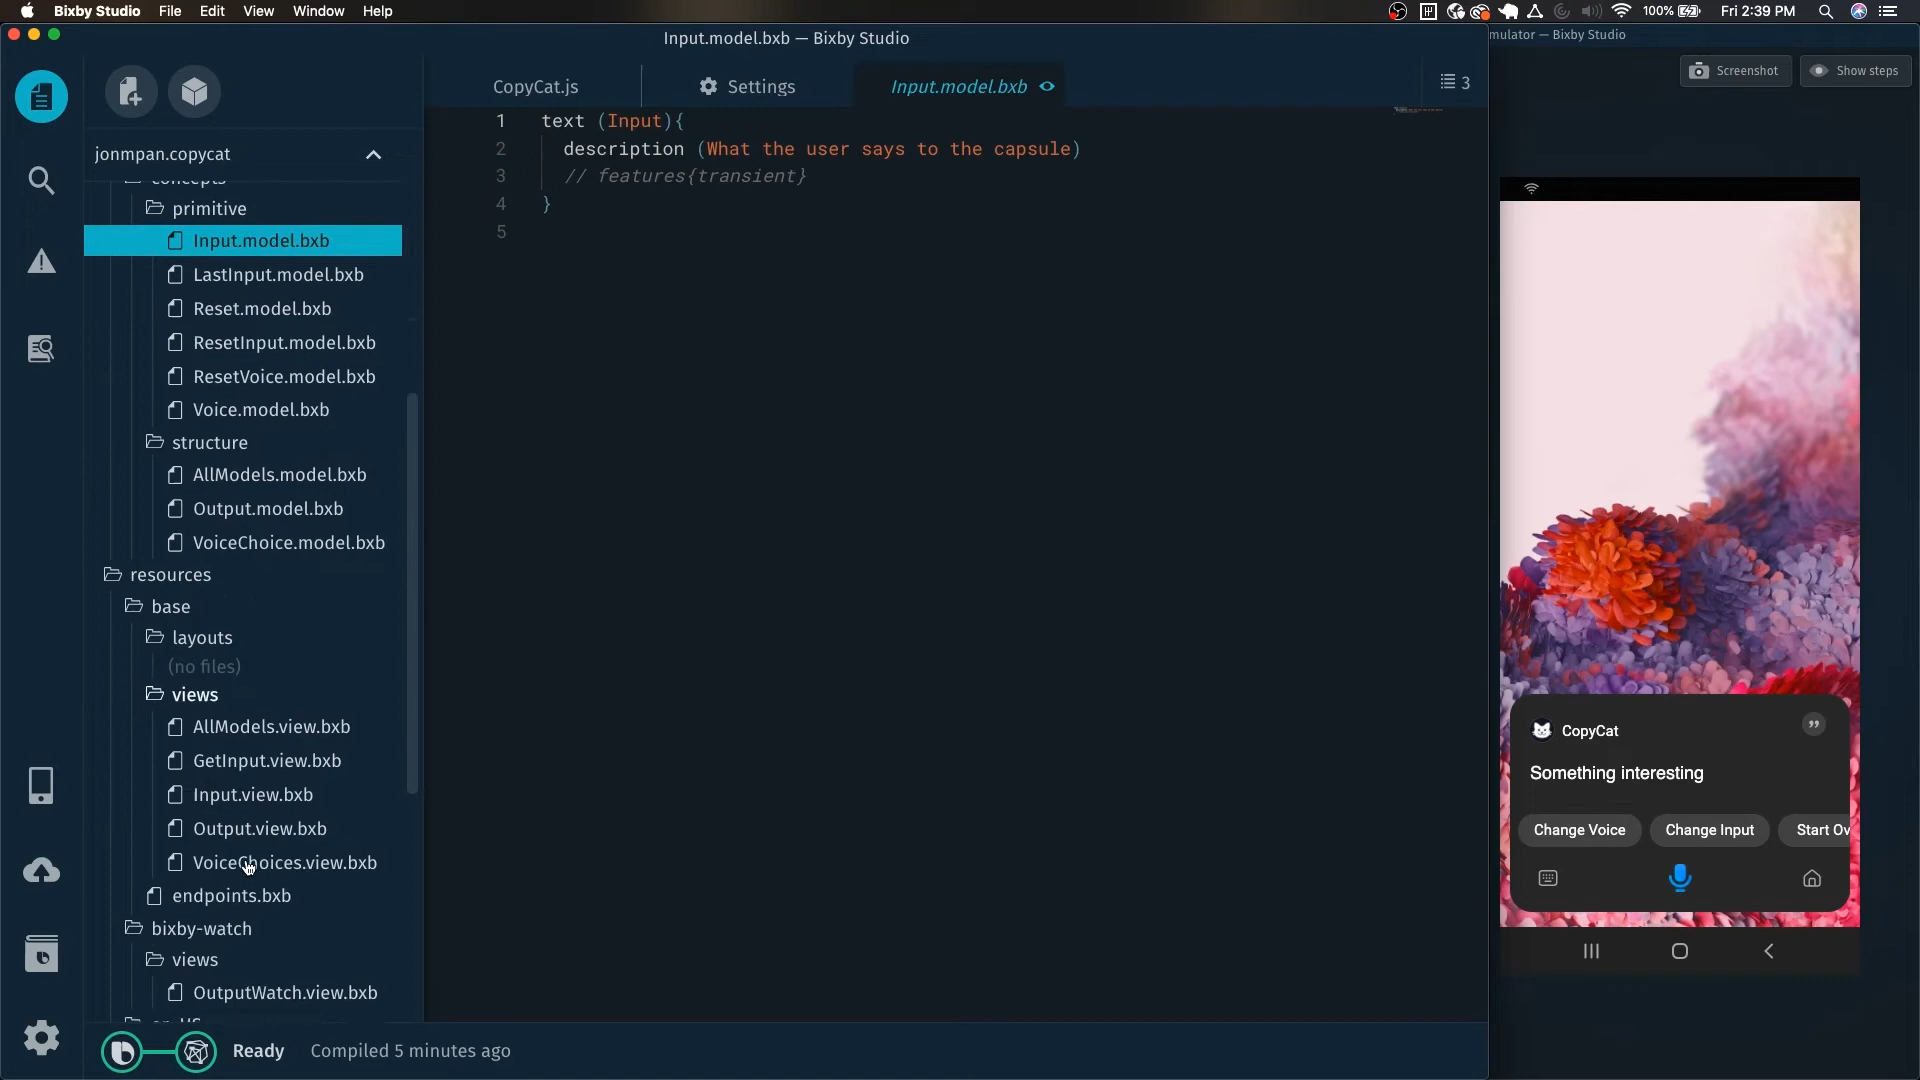 Bixby Studio File Edit View Window Help
100% Fri 2:39 PM
Input.model.bxb — Bixby Studio
mulator — Bixby Studio
Screenshot Show steps
CopyCat.js Settings Input.model.bxb 3
jonmpan.copycat
concepts
primitive
Input.model.bxb
LastInput.model.bxb
Reset.model.bxb
ResetInput.model.bxb
ResetVoice.model.bxb
Voice.model.bxb
structure
AllModels.model.bxb
Output.model.bxb
VoiceChoice.model.bxb
resources
base
layouts
(no files)
views
AllModels.view.bxb
GetInput.view.bxb
Input.view.bxb
Output.view.bxb
VoiceChoices.view.bxb
endpoints.bxb
bixby-watch
views
OutputWatch.view.bxb
1 text (Input){
2 description (What the user says to the capsule)
3 // features{transient}
4 }
5
CopyCat
Something interesting
Change Voice Change Input Start Ov
Ready Compiled 5 minutes ago